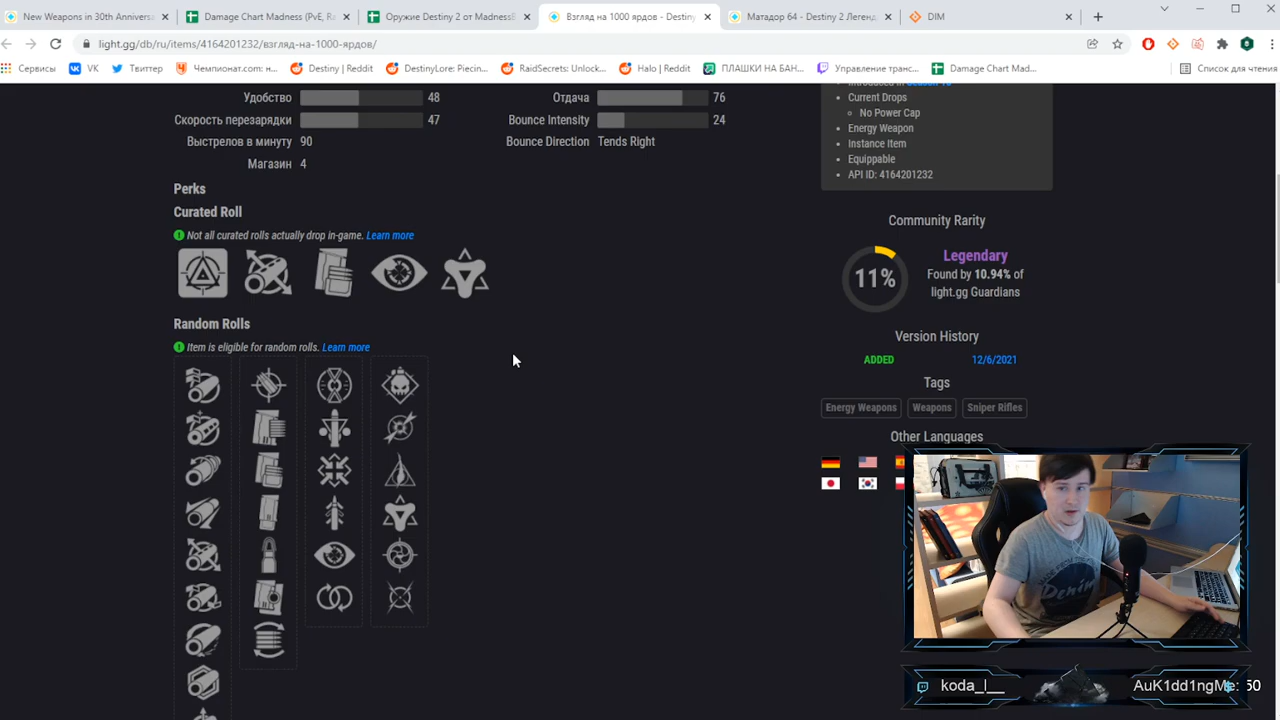 New Weapons in 30th Annivers
Damage Chart Madness (PvE, R
Оружие Destiny 2 от Madness
Взгляд на 1000 ярдов - Destiny
Матадор 64 - Destiny 2 Леген
DIM
light.gg/db/ru/items/4164201232/взгляд-на-1000-ярдов/
Сервисы
VK
Твиттер
Чемпионат.com: н...
Destiny | Reddit
DestinyLore: Piecin...
RaidSecrets: Unlock...
Halo | Reddit
ПЛАШКИ НА БАН...
Управление транс...
Damage Chart Mad...
Список для чтения
Удобство 48
Отдача 76
Скорость перезарядки 47
Bounce Intensity 24
Выстрелов в минуту 90
Bounce Direction Tends Right
Магазин 4
Current Drops
No Power Cap
Energy Weapon
Instance Item
Equippable
API ID: 4164201232
Perks
Curated Roll
Not all curated rolls actually drop in-game. Learn more
Random Rolls
Item is eligible for random rolls. Learn more
Community Rarity
11%
Legendary
Found by 10.94% of
light.gg Guardians
Version History
ADDED 12/6/2021
Tags
Energy Weapons
Weapons
Sniper Rifles
Other Languages
koda_l__
AuK1dd1ngMe: 50